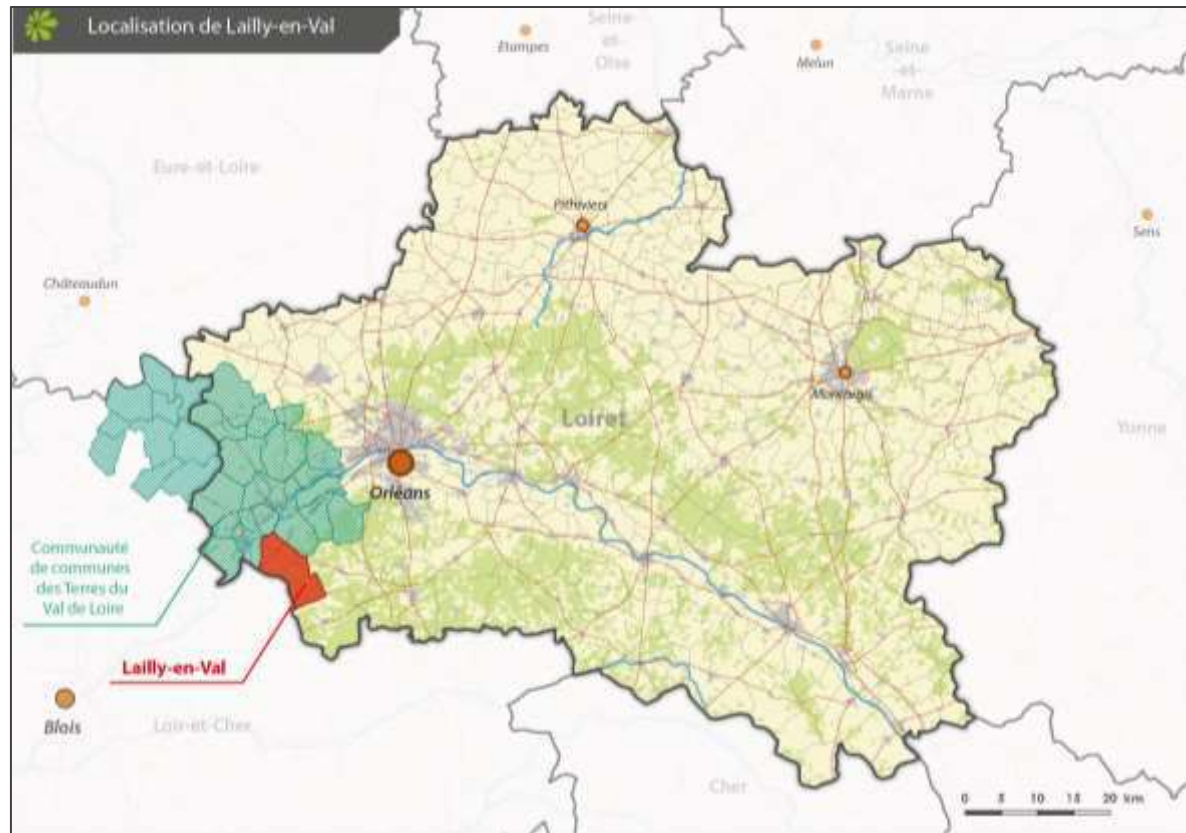 Localisation de Lailly-en-Val
Seine-
et-
Oise
Etampes
Melun
Seine
et-
Marne
Eure-et-Loire
Pithiviers
Sens
Châteaudun
Loiret
Montargis
Yonne
Orléans
Communauté
de communes
des Terres du
Val de Loire
Lailly-en-Val
Blois
Loir-et-Cher
Cher
0 5 10 15 20 km